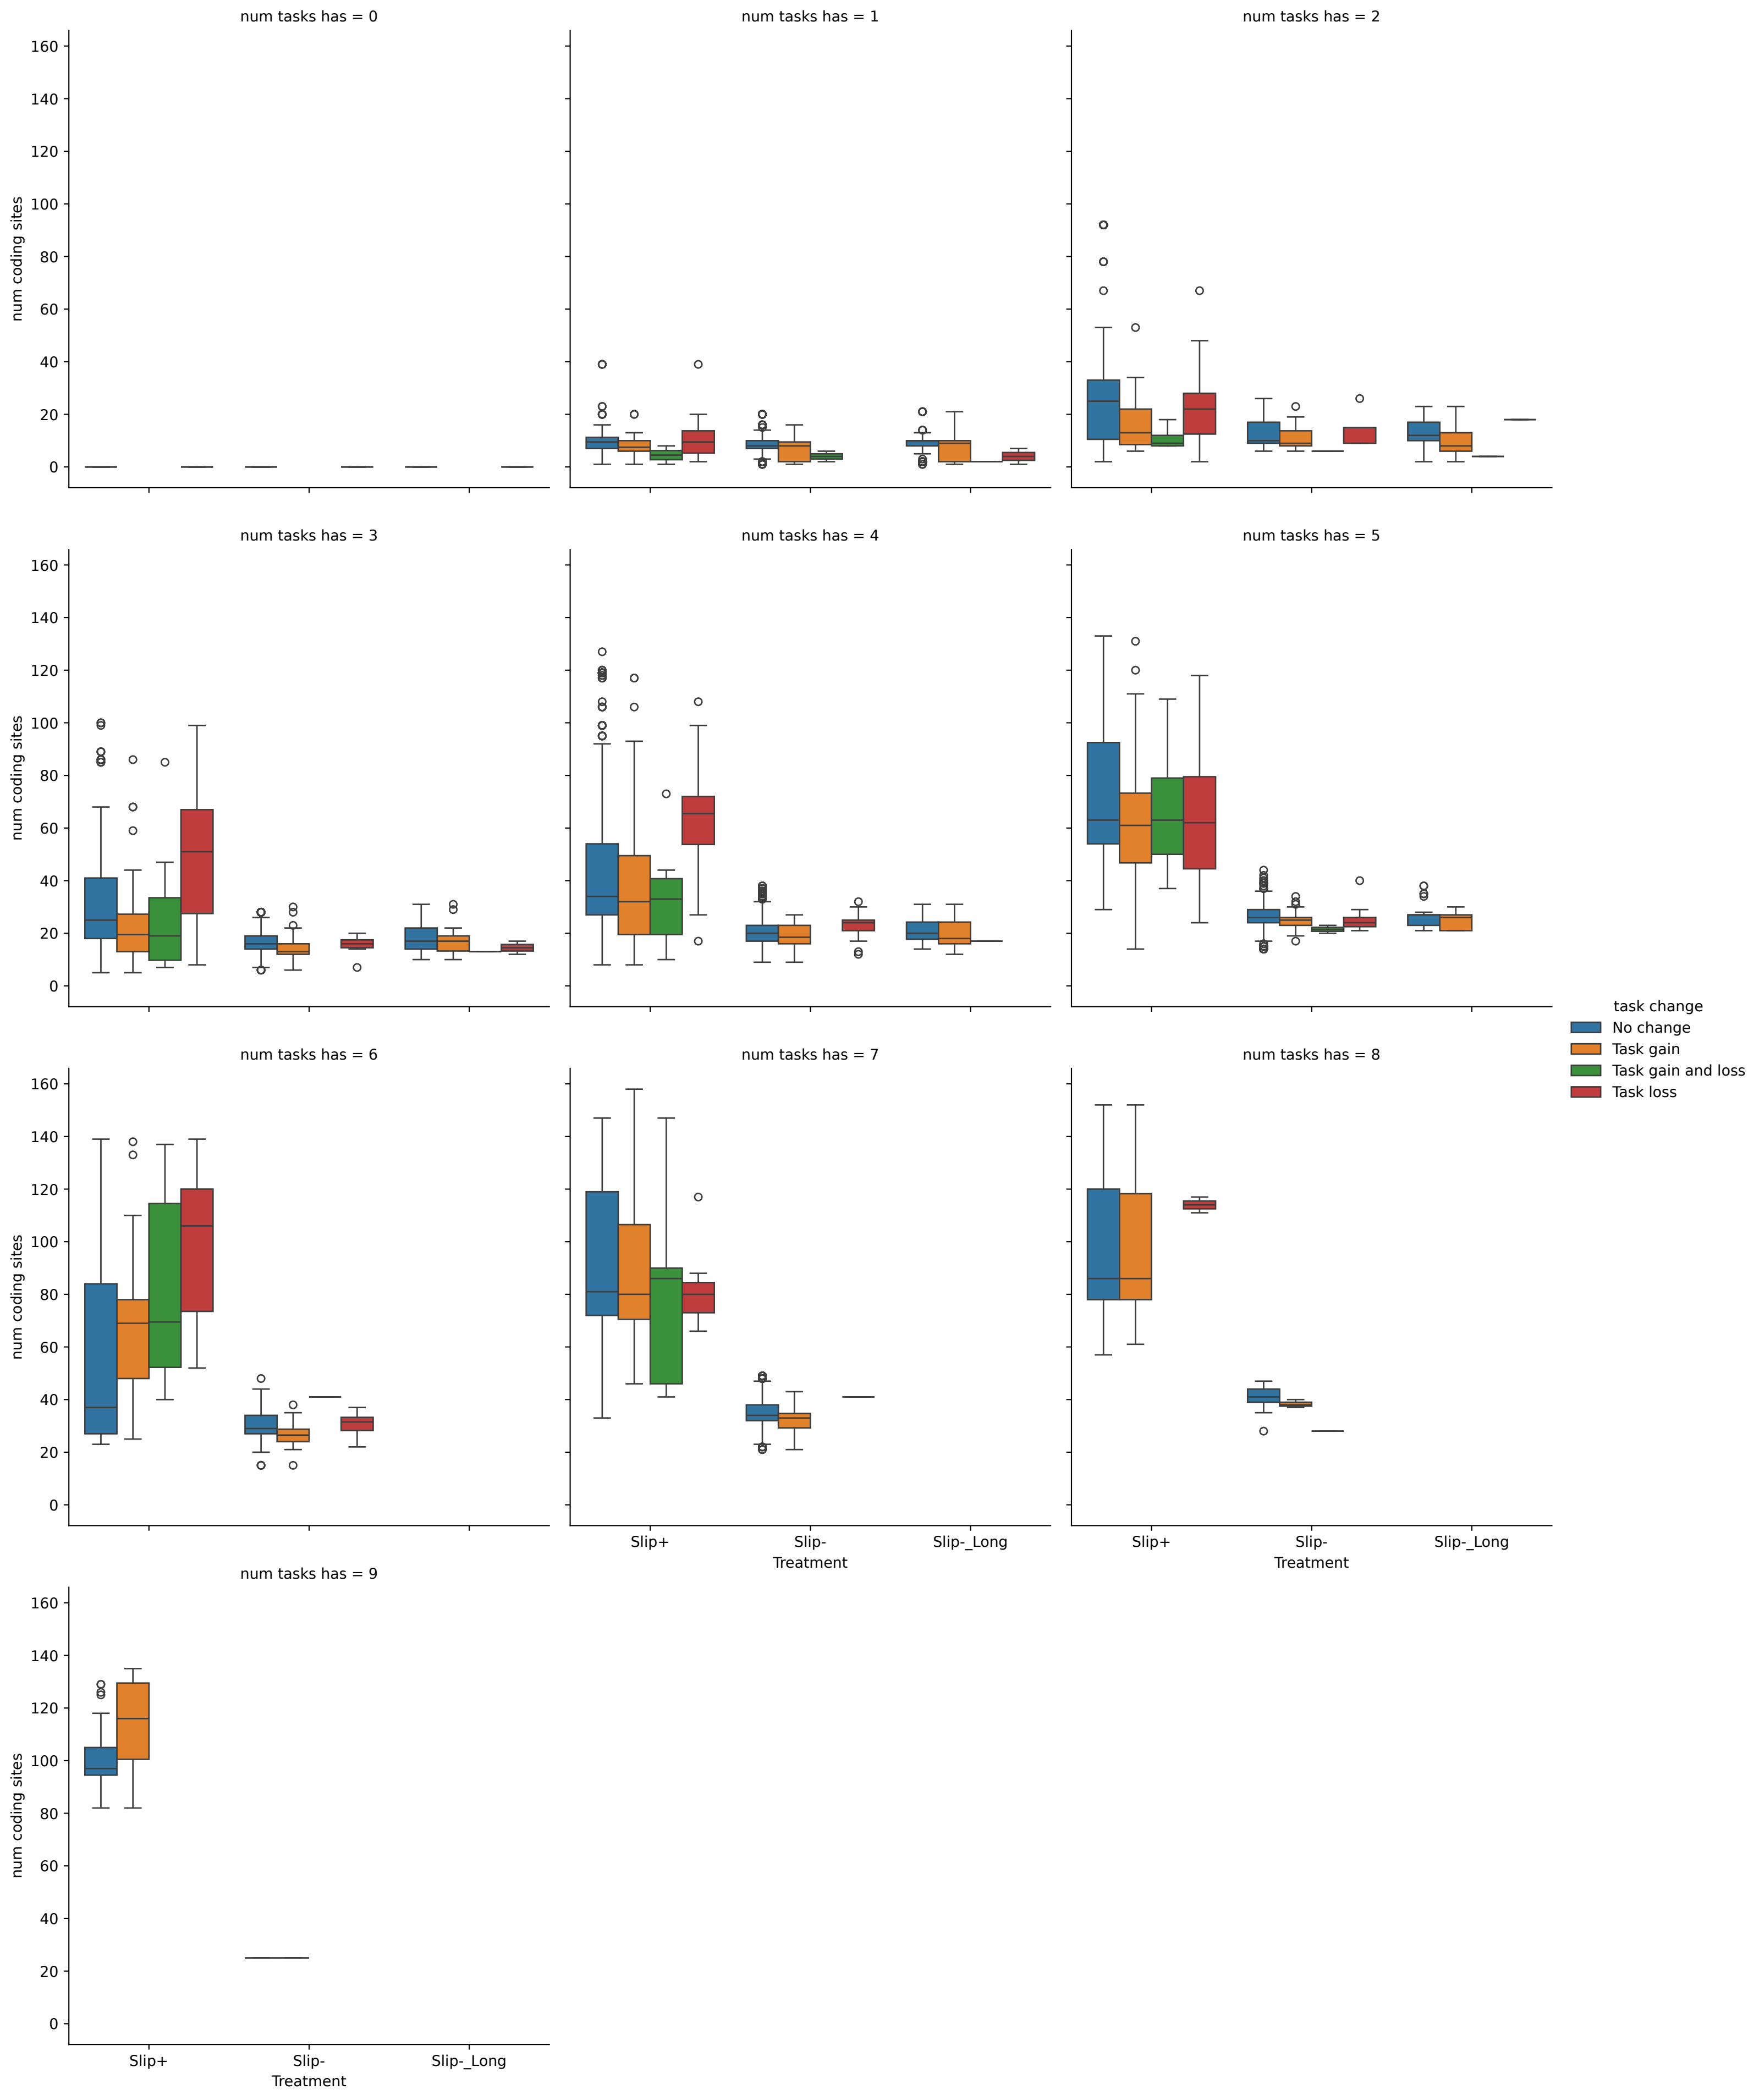 num tasks has = 0
num tasks has = 1
num tasks has = 2
160
140
120
100
80
60
40
20
0
num coding sites
num tasks has = 3
num tasks has = 4
num tasks has = 5
160
140
120
100
80
60
40
20
0
num coding sites
task change
No change
Task gain
Task gain and loss
Task loss
num tasks has = 6
num tasks has = 7
num tasks has = 8
160
140
120
100
80
60
40
20
0
num coding sites
Slip+
Slip-
Slip-_Long
Treatment
Slip+
Slip-
Slip-_Long
Treatment
num tasks has = 9
160
140
120
100
80
60
40
20
0
num coding sites
Slip+
Slip-
Slip-_Long
Treatment